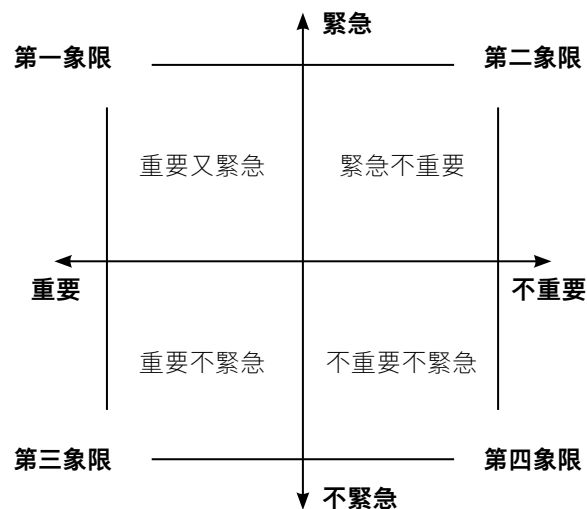 緊急
第一象限
第二象限
重要又緊急
緊急不重要
重要
不重要
重要不緊急
不重要不緊急
第三象限
第四象限
不緊急